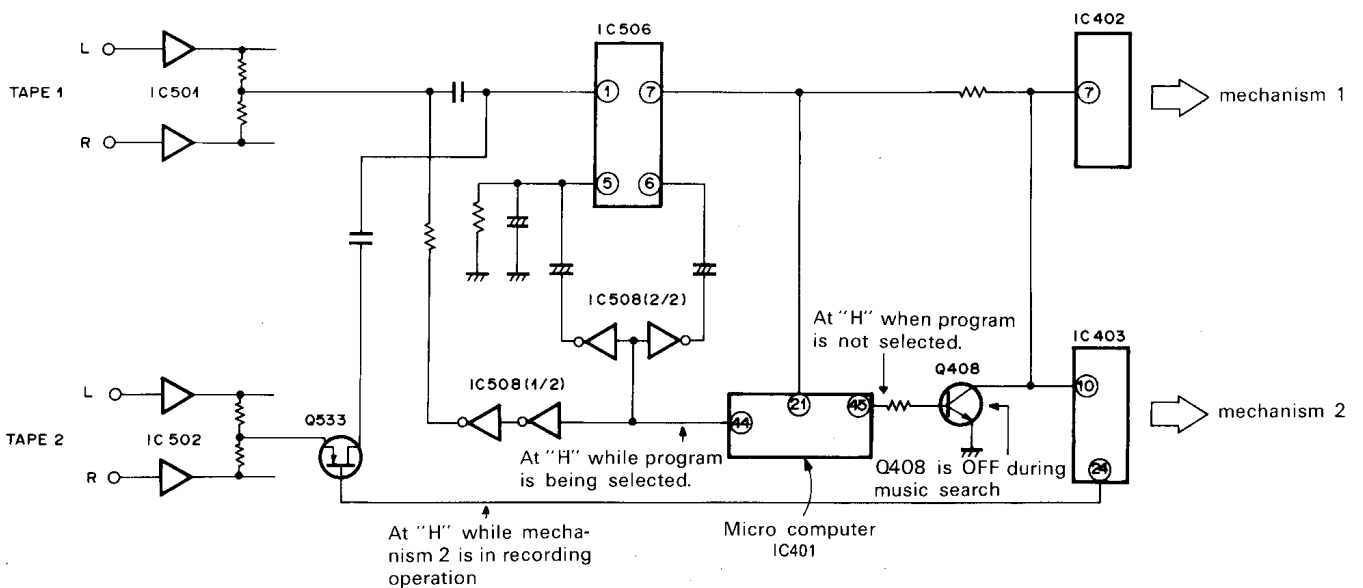 IC402
IC506
L
TAPE 1
IC501
R
1
7
7
mechanism 1
5
6
IC508(2/2)
At "H" when program
is not selected.
IC403
Q408
L
IC508(1/2)
10
TAPE 2
IC502
Q533
44
21
45
mechanism 2
R
At "H" while program
is being selected.
Q408 is OFF during
music search
24
At "H" while mecha-
nism 2 is in recording
operation
Micro computer
IC401